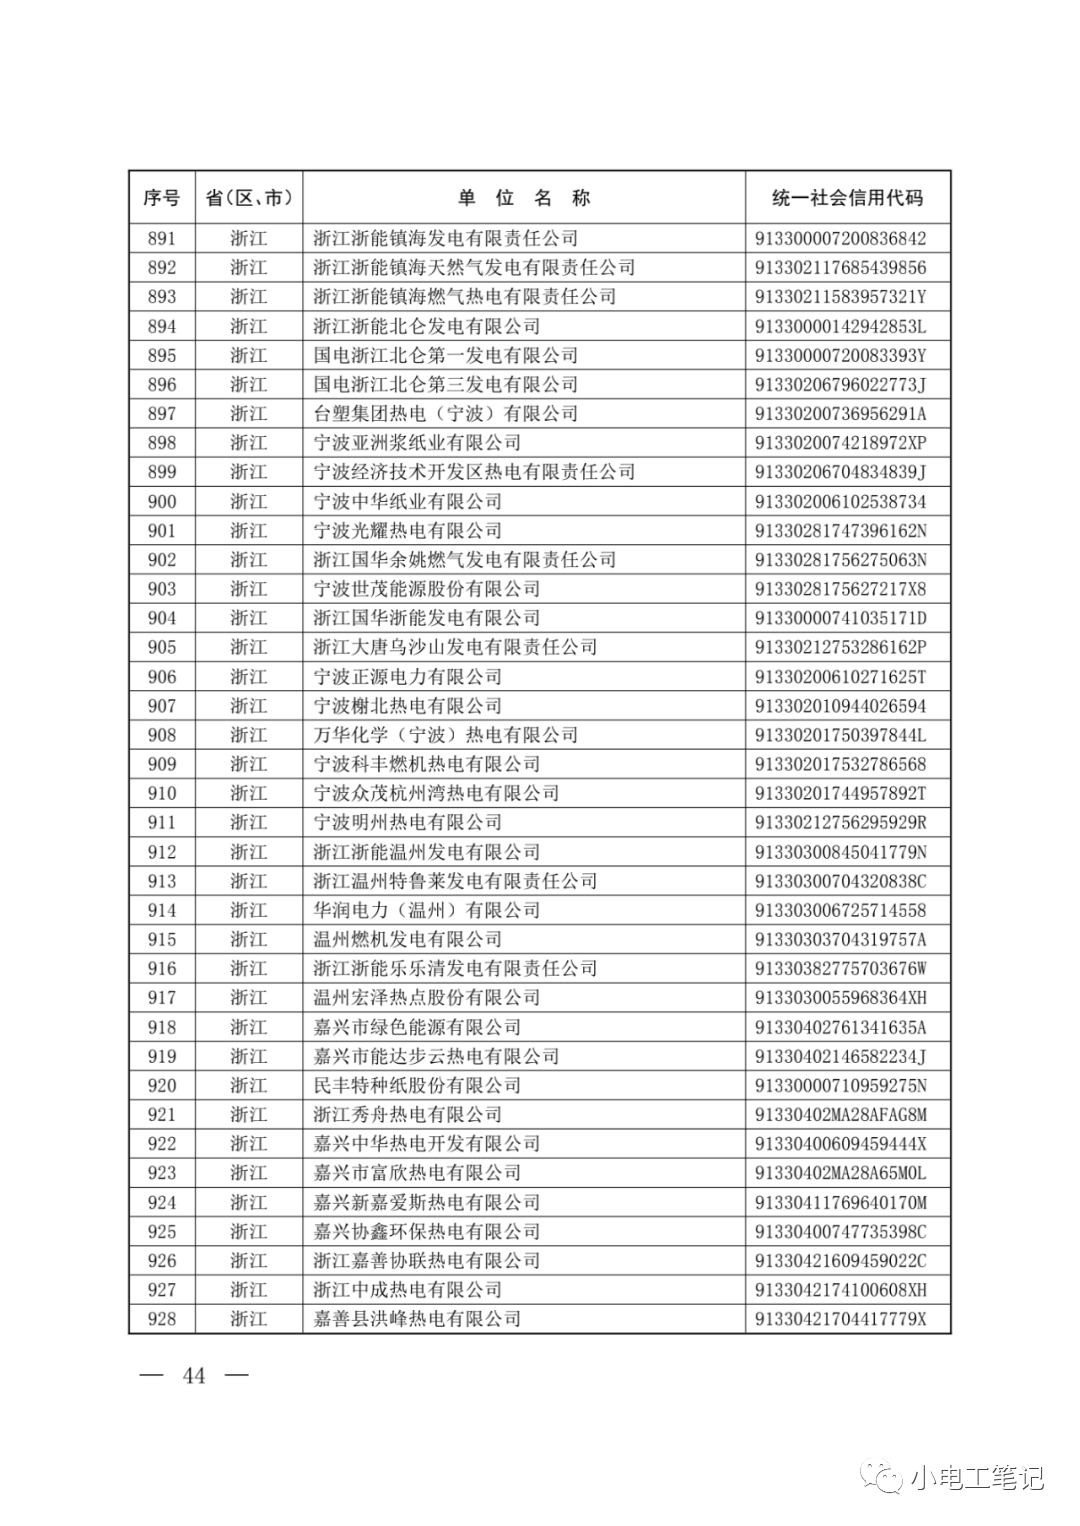 序号 省（区、市） 单位名称 统一社会信用代码
891 浙江 浙江浙能镇海发电有限责任公司 913300007200836842
892 浙江 浙江浙能镇海天然气发电有限责任公司 913302117685439856
893 浙江 浙江浙能镇海燃气热电有限责任公司 91330211583957321Y
894 浙江 浙江浙能北仑发电有限公司 91330000142942853L
895 浙江 国电浙江北仑第一发电有限公司 91330000720083393Y
896 浙江 国电浙江北仑第三发电有限公司 91330206796022773J
897 浙江 台塑集团热电（宁波）有限公司 91330200736956291A
898 浙江 宁波亚洲浆纸业有限公司 9133020074218972XP
899 浙江 宁波经济技术开发区热电有限责任公司 91330206704834839J
900 浙江 宁波中华纸业有限公司 913302006102538734
901 浙江 宁波光耀热电有限公司 91330281747396162N
902 浙江 浙江国华余姚燃气发电有限责任公司 91330281756275063N
903 浙江 宁波世茂能源股份有限公司 9133028175627217X8
904 浙江 浙江国华浙能发电有限公司 91330000741035171D
905 浙江 浙江大唐乌沙山发电有限责任公司 91330212753286162P
906 浙江 宁波正源电力有限公司 91330200610271625T
907 浙江 宁波榭北热电有限公司 913302010944026594
908 浙江 万华化学（宁波）热电有限公司 91330201750397844L
909 浙江 宁波科丰燃机热电有限公司 913302017532786568
910 浙江 宁波众茂杭州湾热电有限公司 91330201744957892T
911 浙江 宁波明州热电有限公司 91330212756295929R
912 浙江 浙江浙能温州发电有限公司 91330300845041779N
913 浙江 浙江温州特鲁莱发电有限责任公司 91330300704320838C
914 浙江 华润电力（温州）有限公司 913303006725714558
915 浙江 温州燃机发电有限公司 91330303704319757A
916 浙江 浙江浙能乐乐清发电有限责任公司 91330382775703676W
917 浙江 温州宏泽热点股份有限公司 9133030055968364XH
918 浙江 嘉兴市绿色能源有限公司 91330402761341635A
919 浙江 嘉兴市能达步云热电有限公司 91330402146582234J
920 浙江 民丰特种纸股份有限公司 91330000710959275N
921 浙江 浙江秀舟热电有限公司 91330402MA28AFAG8M
922 浙江 嘉兴中华热电开发有限公司 91330400609459444X
923 浙江 嘉兴市富欣热电有限公司 91330402MA28A65M0L
924 浙江 嘉兴新嘉爱斯热电有限公司 91330411769640170M
925 浙江 嘉兴协鑫环保热电有限公司 91330400747735398C
926 浙江 浙江嘉善协联热电有限公司 91330421609459022C
927 浙江 浙江中成热电有限公司 9133042174100608XH
928 浙江 嘉善县洪峰热电有限公司 91330421704417779X
— 44 —
小电工笔记